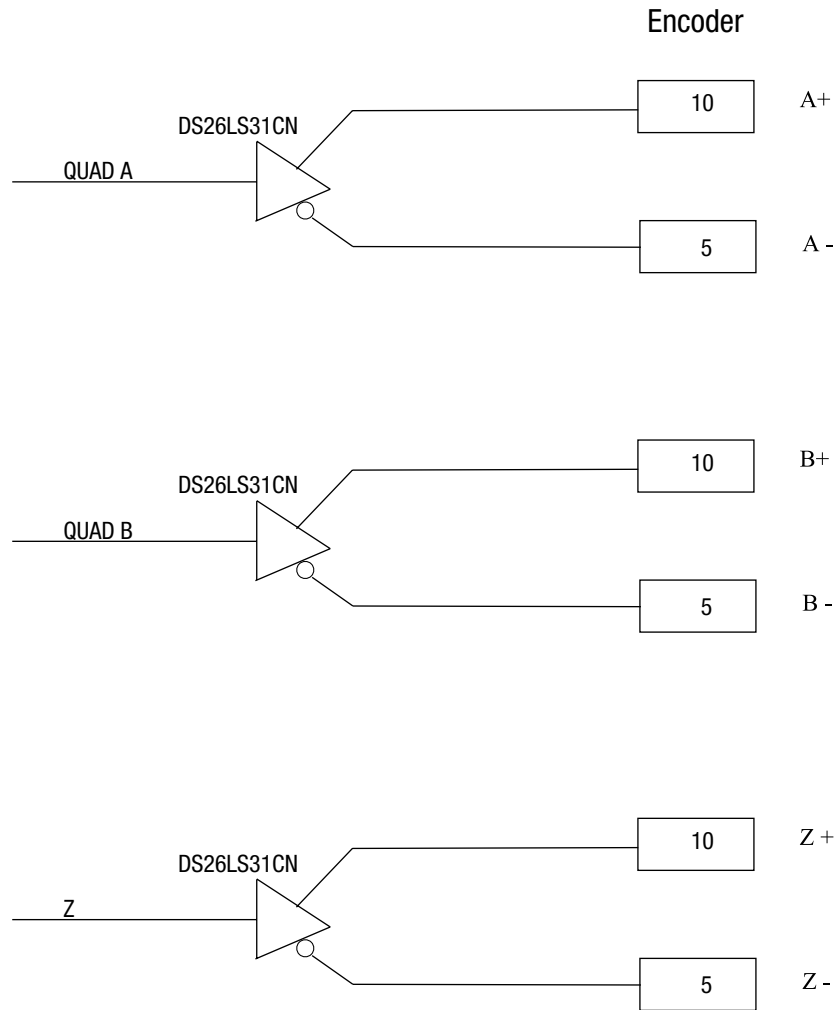 Encoder
10 A+
DS26LS31CN
QUAD A
5 A -
10 B+
DS26LS31CN
QUAD B
5 B -
10 Z +
DS26LS31CN
Z
5 Z -